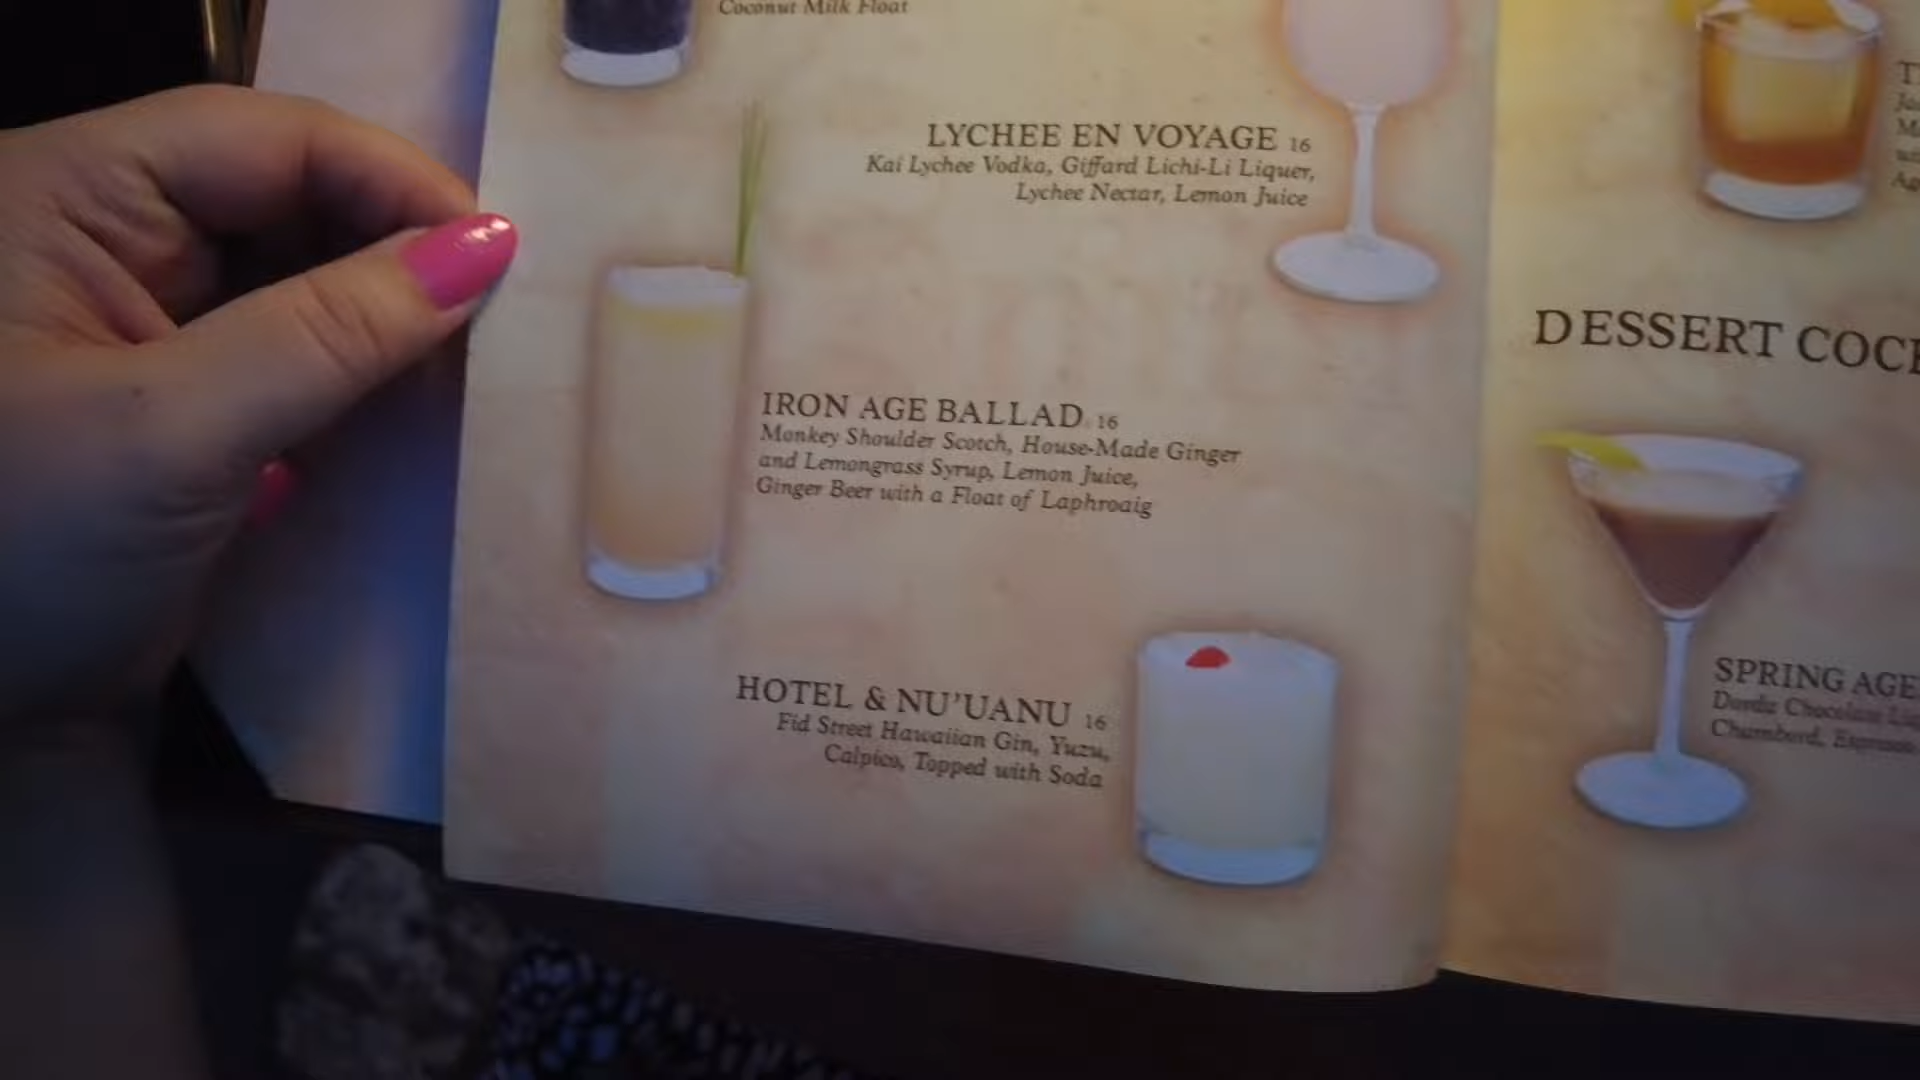 Coconut Milk Float
LYCHEE EN VOYAGE 16
Kai Lychee Vodka, Giffard Lichi-Li Liquer,
Lychee Nectar, Lemon Juice
IRON AGE BALLAD 16
Monkey Shoulder Scotch, House-Made Ginger
and Lemongrass Syrup, Lemon Juice,
Ginger Beer with a Float of Laphroaig
HOTEL & NU'UANU 16
Fid Street Hawaiian Gin, Yuzu,
Calpico, Topped with Soda
DESSERT
SPRING AGE
Chocolate
Espresso